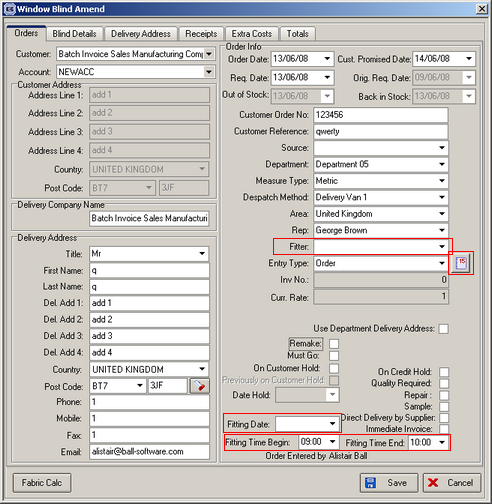 Window Blind Amend
Orders Blind Details Delivery Address Receipts Extra Costs Totals
Customer: Batch Invoice Sales Manufacturing Comp
Account: NEWACC
Customer Address
Address Line 1: add 1
Address Line 2: add 2
Address Line 3: add 3
Address Line 4: add 4
Country: UNITED KINGDOM
Post Code: BT7 3JF
Delivery Company Name
Batch Invoice Sales Manufacturi
Delivery Address
Title: Mr
First Name: q
Last Name: q
Del. Add 1: add 1
Del. Add 2: add 2
Del. Add 3: add 3
Del. Add 4: add 4
Country: UNITED KINGDOM
Post Code: BT7 3JF
Phone: 1
Mobile: 1
Fax: 1
Email: alistair@ball-software.com
Order Info
Order Date: 13/06/08 Cust. Promised Date: 14/06/08
Req. Date: 13/06/08 Orig. Req. Date: 09/06/08
Out of Stock: 13/06/08 Back in Stock: 13/06/08
Customer Order No: 123456
Customer Reference: qwerty
Source:
Department: Department 05
Measure Type: Metric
Despatch Method: Delivery Van 1
Area: United Kingdom
Rep: George Brown
Fitter:
Entry Type: Order 15
Inv No.: 0
Curr. Rate: 1
Use Department Delivery Address:
Remake:
Must Go:
On Customer Hold:
Previously on Customer Hold:
Date Hold:
On Credit Hold:
Quality Required:
Repair :
Sample:
Direct Delivery by Supplier:
Immediate Invoice:
Fitting Date:
Fitting Time Begin: 09:00 Fitting Time End: 10:00
Order Entered by Alistair Ball
Fabric Calc Save Cancel